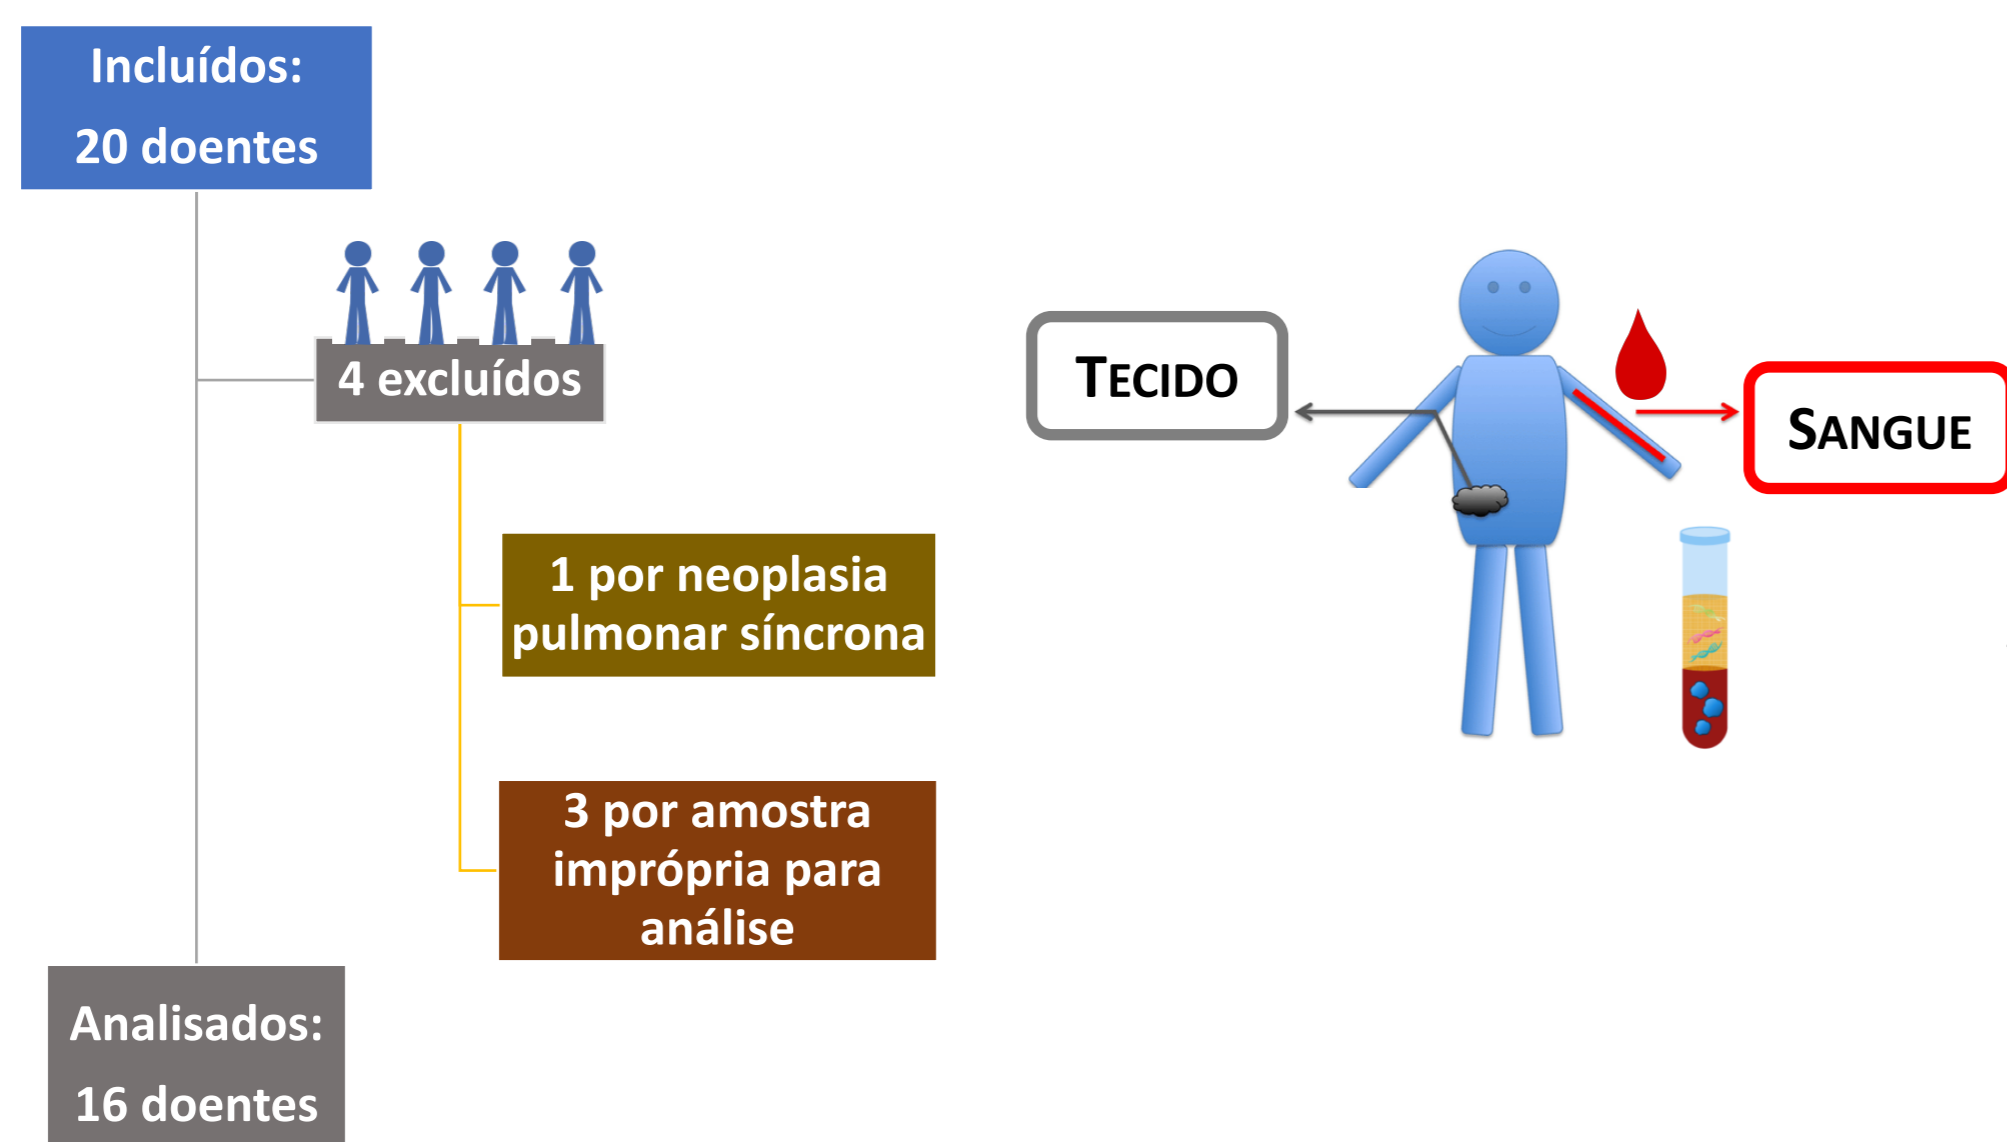 Incluídos:
20 doentes
4 excluídos
1 por neoplasia
pulmonar síncrona
3 por amostra
imprópria para
análise
Analisados:
16 doentes
TECIDO
SANGUE